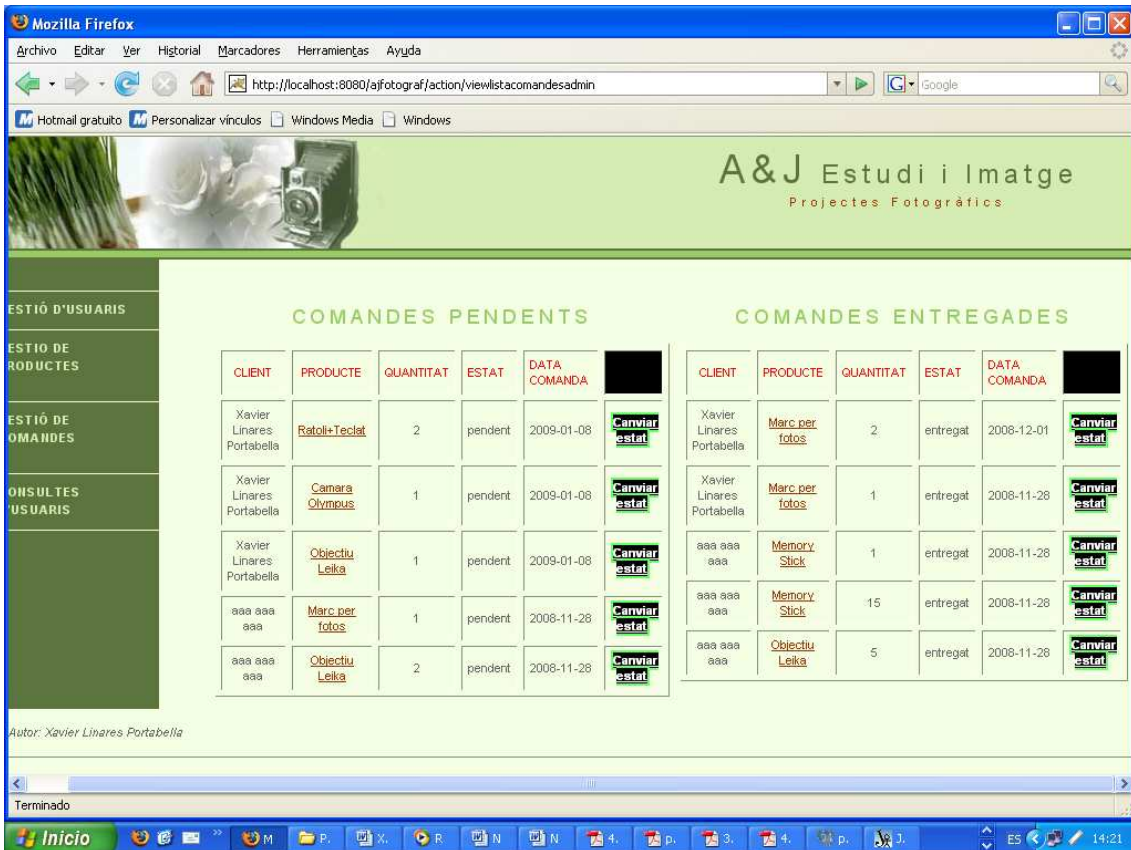 Mozilla Firefox
Archivo Editar Ver Historial Marcadores Herramientas Ayuda
http://localhost:8080/ajfotograf/action/viewlistacomandesadmin
G Google
Hotmail gratuito Personalizar vínculos Windows Media Windows
A&J Estudi i Imatge
Projectes Fotogràfics
ESTIÓ D'USUARIS
ESTIO DE
RODUCTES
ESTIÓ DE
OMANDES
ONSULTES
'USUARIS
COMANDES PENDENTS
CLIENT PRODUCTE QUANTITAT ESTAT DATA COMANDA
Xavier Linares Portabella Ratoli+Teclat 2 pendent 2009-01-08 Canviar estat
Xavier Linares Portabella Camara Olympus 1 pendent 2009-01-08 Canviar estat
Xavier Linares Portabella Objectiu Leika 1 pendent 2009-01-08 Canviar estat
aaa aaa aaa Marc per fotos 1 pendent 2008-11-28 Canviar estat
aaa aaa aaa Objectiu Leika 2 pendent 2008-11-28 Canviar estat
COMANDES ENTREGADES
CLIENT PRODUCTE QUANTITAT ESTAT DATA COMANDA
Xavier Linares Portabella Marc per fotos 2 entregat 2008-12-01 Canviar estat
Xavier Linares Portabella Marc per fotos 1 entregat 2008-11-28 Canviar estat
aaa aaa aaa Memory Stick 1 entregat 2008-11-28 Canviar estat
aaa aaa aaa Memory Stick 15 entregat 2008-11-28 Canviar estat
aaa aaa aaa Objectiu Leika 5 entregat 2008-11-28 Canviar estat
Autor: Xavier Linares Portabella
Terminado
Inicio » M P. X. R N N 4. p. 3. 4. p. J. ES 14:21